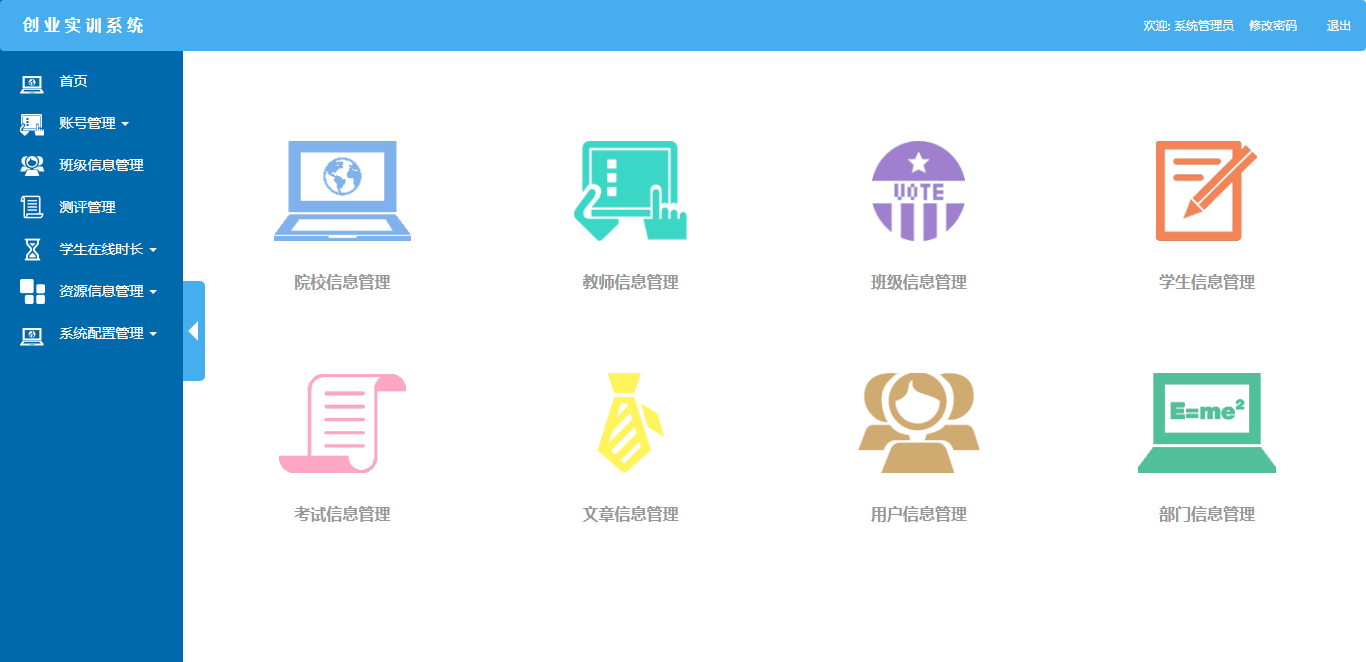 创业实训系统
欢迎: 系统管理员 修改密码 退出
首页
账号管理
班级信息管理
测评管理
学生在线时长
资源信息管理
系统配置管理
院校信息管理
教师信息管理
VOTE
班级信息管理
学生信息管理
考试信息管理
文章信息管理
用户信息管理
E=me²
部门信息管理